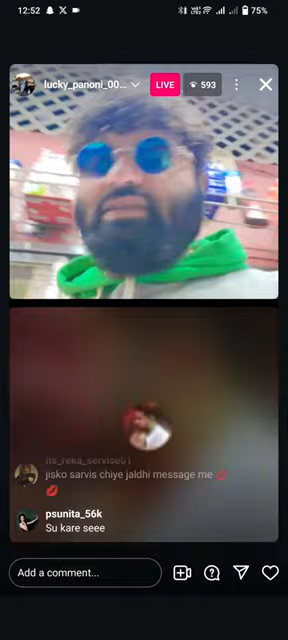 12:52
75%
lucky_panoni_00...
LIVE
593
its_reka_servise01
jisko sarvis chiye jaldhi message me 💋
💋
psunita_56k
Su kare seee
Add a comment...